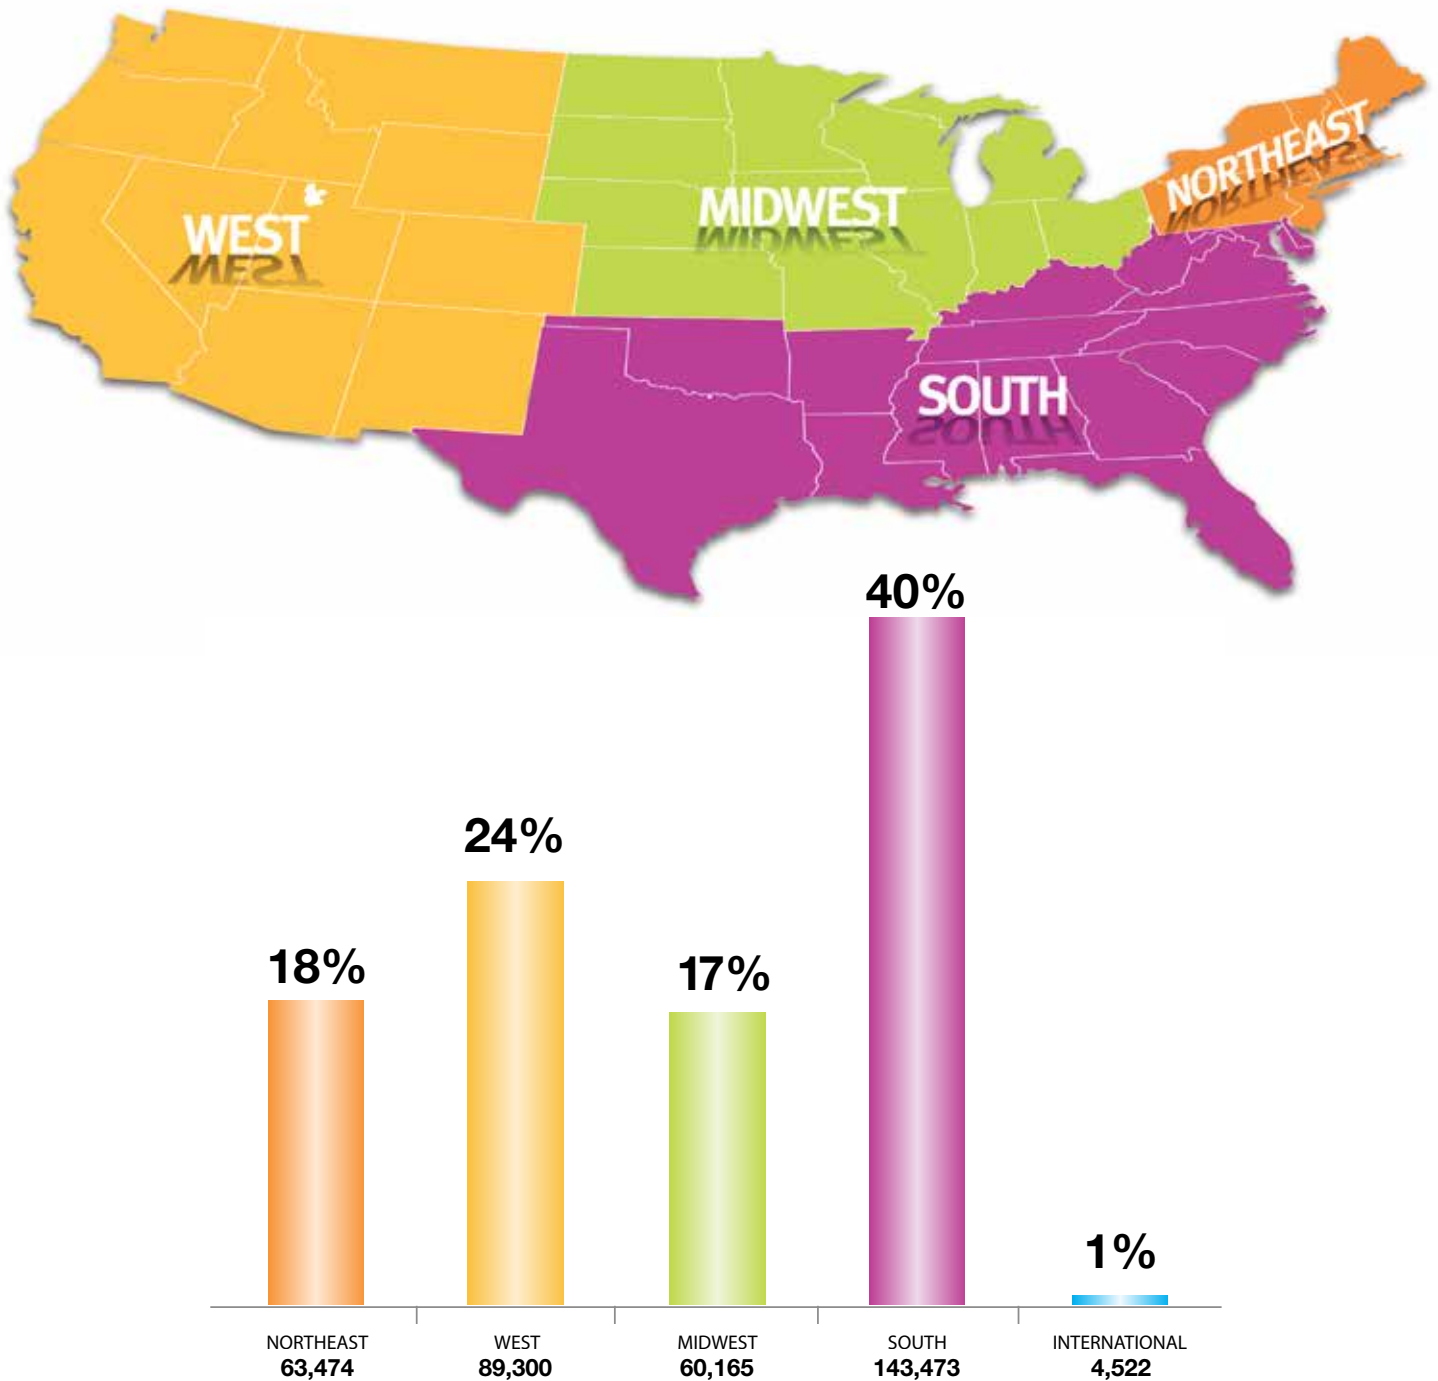 NORTHEAST
MIDWEST
WEST
SOUTH
40%
24%
18%
17%
1%
NORTHEAST
63,474
WEST
89,300
MIDWEST
60,165
SOUTH
143,473
INTERNATIONAL
4,522